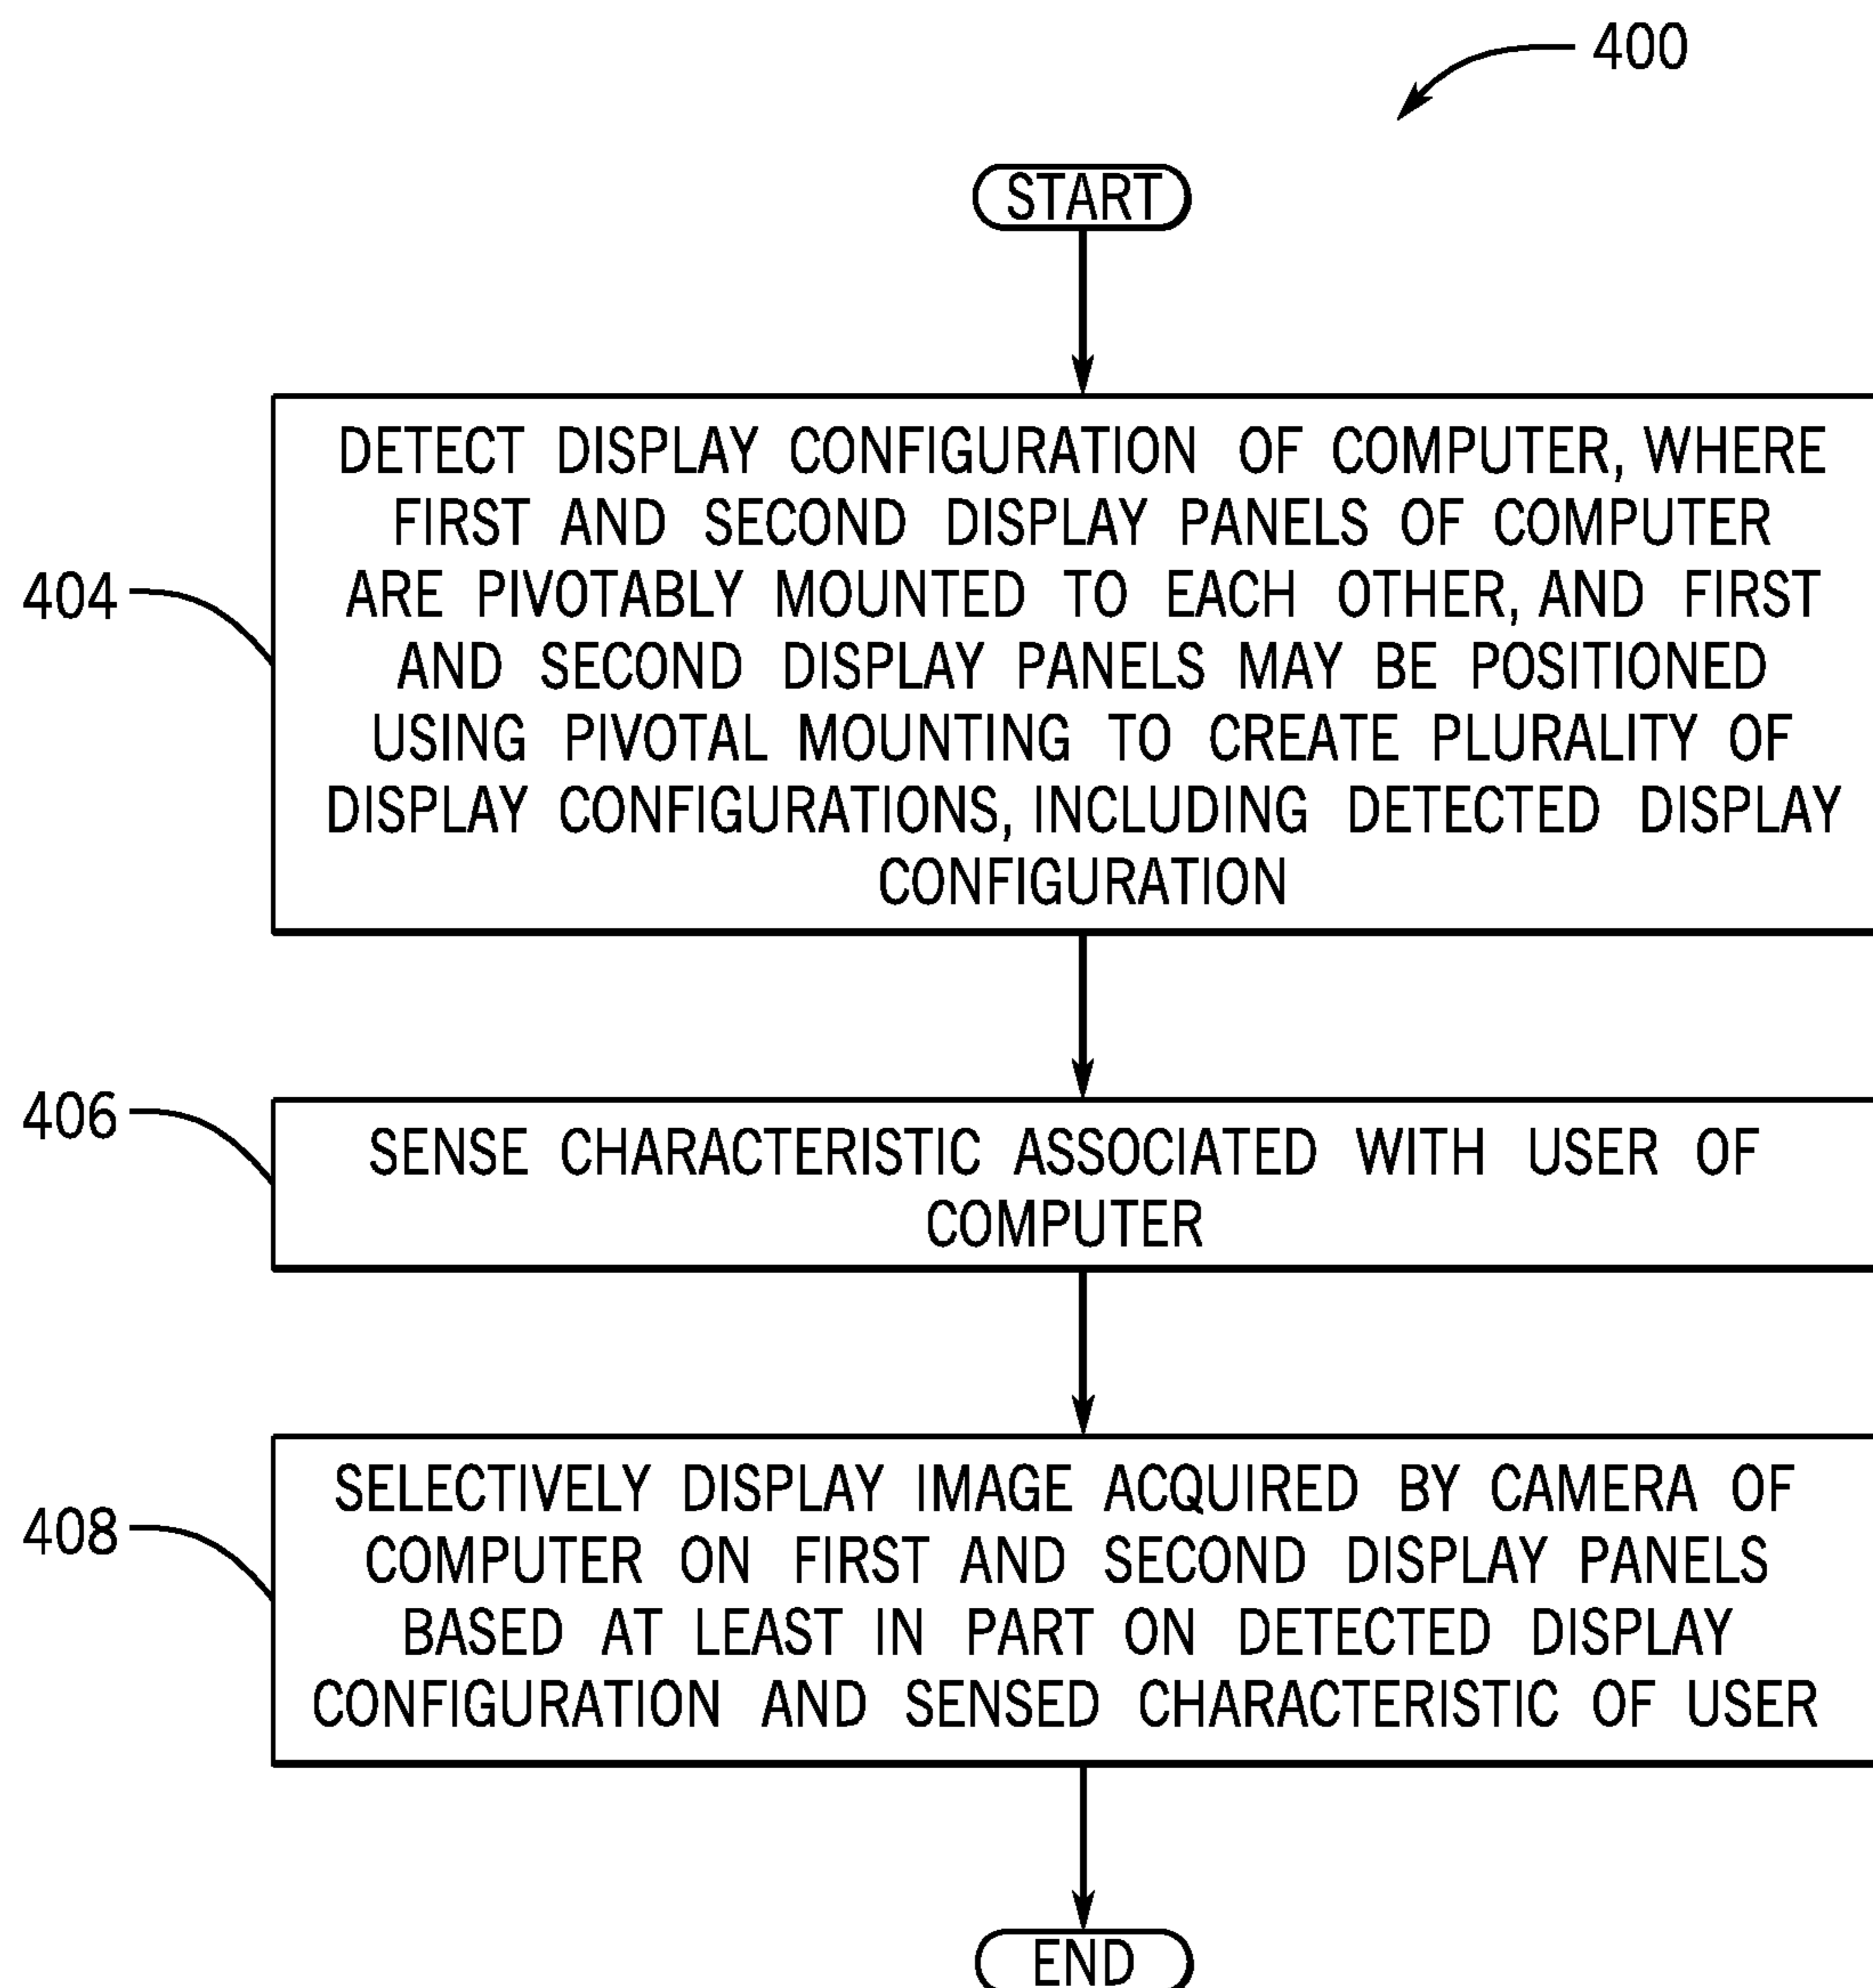 400
START
404
DETECT DISPLAY CONFIGURATION OF COMPUTER, WHERE
FIRST AND SECOND DISPLAY PANELS OF COMPUTER
ARE PIVOTABLY MOUNTED TO EACH OTHER, AND FIRST
AND SECOND DISPLAY PANELS MAY BE POSITIONED
USING PIVOTAL MOUNTING TO CREATE PLURALITY OF
DISPLAY CONFIGURATIONS, INCLUDING DETECTED DISPLAY
CONFIGURATION
406
SENSE CHARACTERISTIC ASSOCIATED WITH USER OF
COMPUTER
408
SELECTIVELY DISPLAY IMAGE ACQUIRED BY CAMERA OF
COMPUTER ON FIRST AND SECOND DISPLAY PANELS
BASED AT LEAST IN PART ON DETECTED DISPLAY
CONFIGURATION AND SENSED CHARACTERISTIC OF USER
END